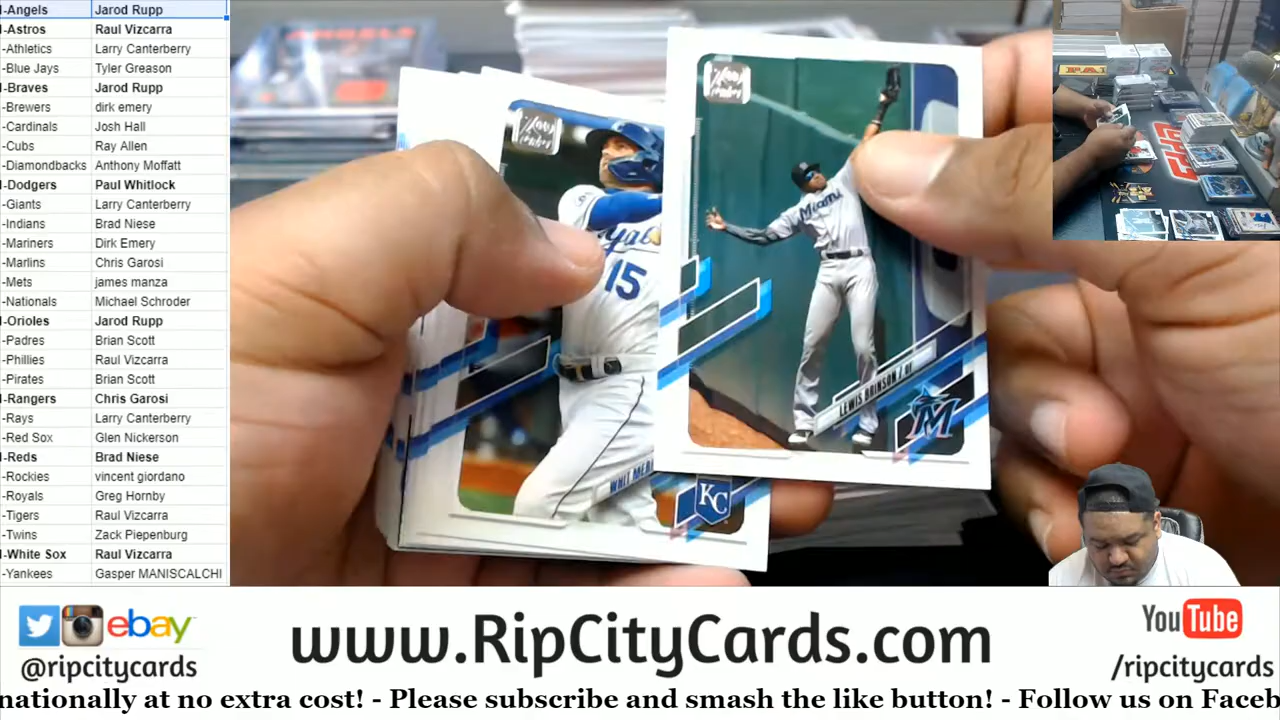 -Angels Jarod Rupp
-Astros Raul Vizcarra
-Athletics Larry Canterberry
-Blue Jays Tyler Greason
-Braves Jarod Rupp
-Brewers dirk emery
-Cardinals Josh Hall
-Cubs Ray Allen
-Diamondbacks Anthony Moffatt
-Dodgers Paul Whitlock
-Giants Larry Canterberry
-Indians Brad Niese
-Mariners Dirk Emery
-Marlins Chris Garosi
-Mets james manza
-Nationals Michael Schroder
-Orioles Jarod Rupp
-Padres Brian Scott
-Phillies Raul Vizcarra
-Pirates Brian Scott
-Rangers Chris Garosi
-Rays Larry Canterberry
-Red Sox Glen Nickerson
-Reds Brad Niese
-Rockies vincent giordano
-Royals Greg Hornby
-Tigers Raul Vizcarra
-Twins Zack Piepenburg
-White Sox Raul Vizcarra
-Yankees Gasper MANISCALCHI
ANGELS
15
WHIT
KC
Miami
LEWIS BRINSON / OF
M
ebay
@ripcitycards
www.RipCityCards.com
YouTube
/ripcitycards
nationally at no extra cost! - Please subscribe and smash the like button! - Follow us on Faceb